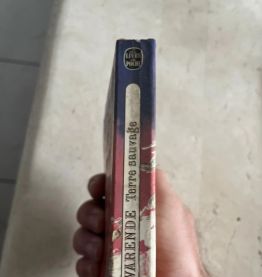 LE LIVRE
DE POCHE
VARENDE Terre sauvage